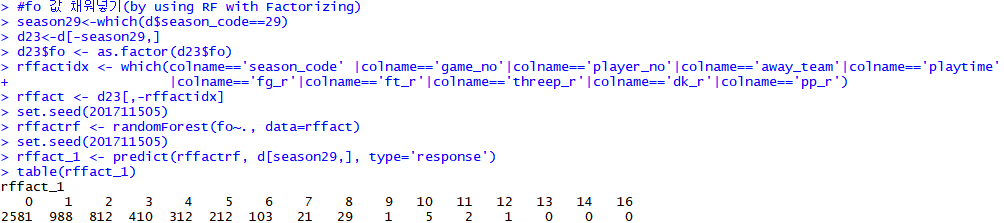 > #fo 값 채워넣기(by using RF with Factorizing)
> season29<-which(d$season_code==29)
> d23<-d[-season29,]
> d23$fo <- as.factor(d23$fo)
> rffactidx <- which(colname=='season_code' |colname=='game_no'|colname=='player_no'|colname=='away_team'|colname=='playtime'
+                    |colname=='fg_r'|colname=='ft_r'|colname=='threep_r'|colname=='dk_r'|colname=='pp_r')
> rffact <- d23[,-rffactidx]
> set.seed(201711505)
> rffactrf <- randomForest(fo~., data=rffact)
> set.seed(201711505)
> rffact_1 <- predict(rffactrf, d[season29,], type='response')
> table(rffact_1)
rffact_1
   0    1    2    3    4    5    6    7    8    9   10   11   12   13   14   16
2581  988  812  410  312  212  103   21   29    1    5    2    1    0    0    0